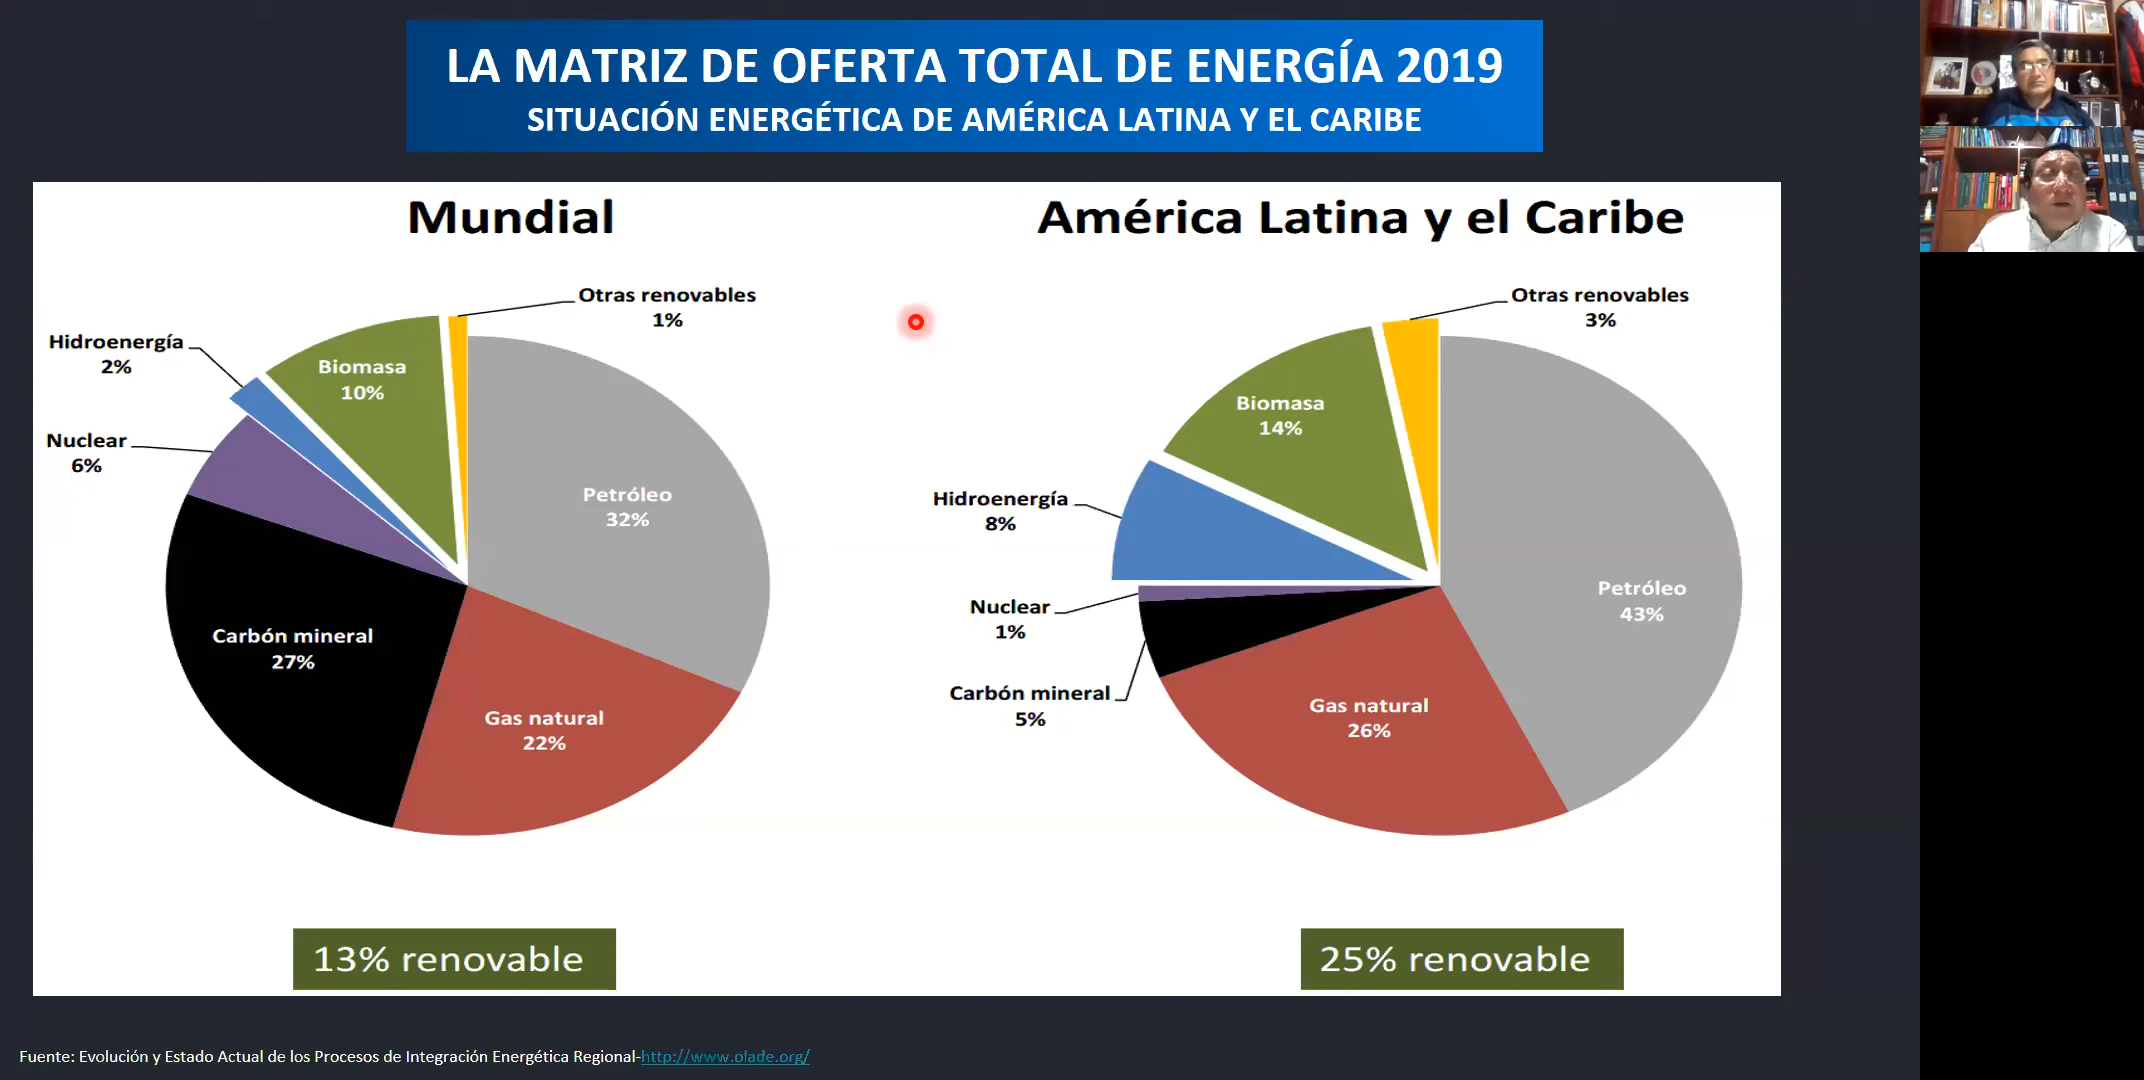 LA MATRIZ DE OFERTA TOTAL DE ENERGÍA 2019
SITUACIÓN ENERGÉTICA DE AMÉRICA LATINA Y EL CARIBE
Mundial
Otras renovables
1%
Hidroenergía
2%
Biomasa
10%
Nuclear
6%
Petróleo
32%
Carbón mineral
27%
Gas natural
22%
13% renovable
América Latina y el Caribe
Otras renovables
3%
Biomasa
14%
Hidroenergía
8%
Petróleo
43%
Nuclear
1%
Carbón mineral
5%
Gas natural
26%
25% renovable
Fuente: Evolución y Estado Actual de los Procesos de Integración Energética Regional-http://www.olade.org/